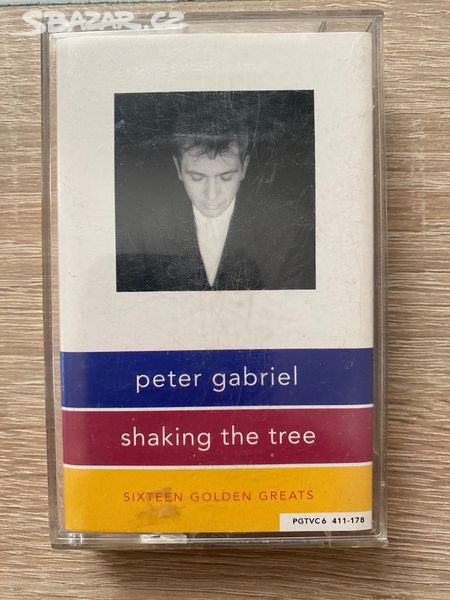 SBAZAR.CZ
peter gabriel
shaking the tree
SIXTEEN GOLDEN GREATS
PGTVC6 411-178